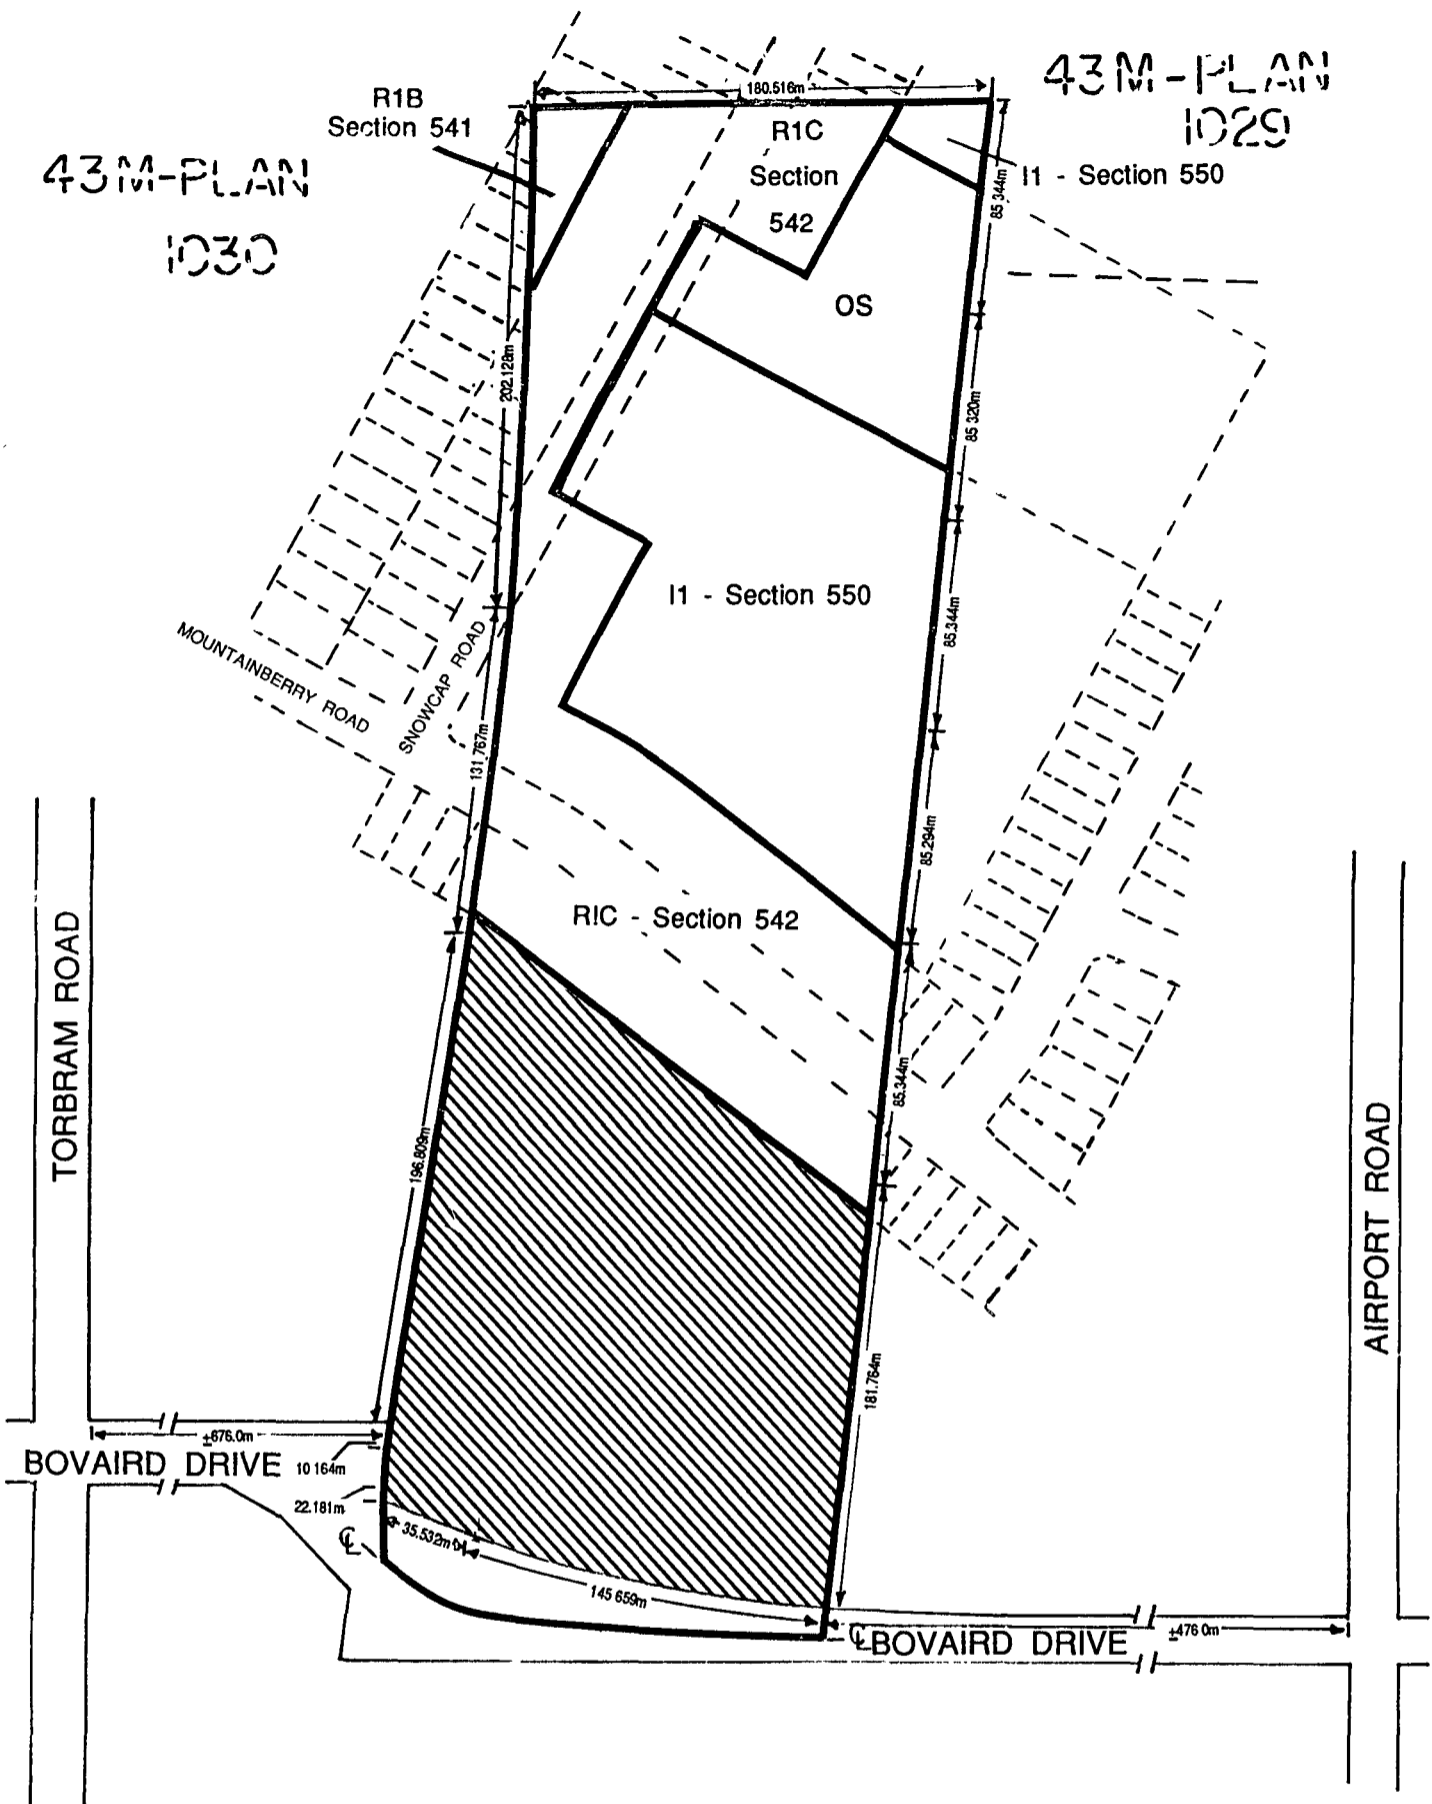 180.516m
43M-PLAN
1029
R1B
Section 541
R1C
Section
542
I1 - Section 550
43M-PLAN
1030
85 344m
OS
202.128m
85 320m
I1 - Section 550
85.344m
MOUNTAINBERRY ROAD
SNOWCAP ROAD
131.767m
85.294m
R!C - Section 542
TORBRAM ROAD
85.344m
196.809m
AIRPORT ROAD
181.764m
±676.0m
BOVAIRD DRIVE
10 164m
22.181m
35.532m
CL
145 659m
CL BOVAIRD DRIVE
±476 0m